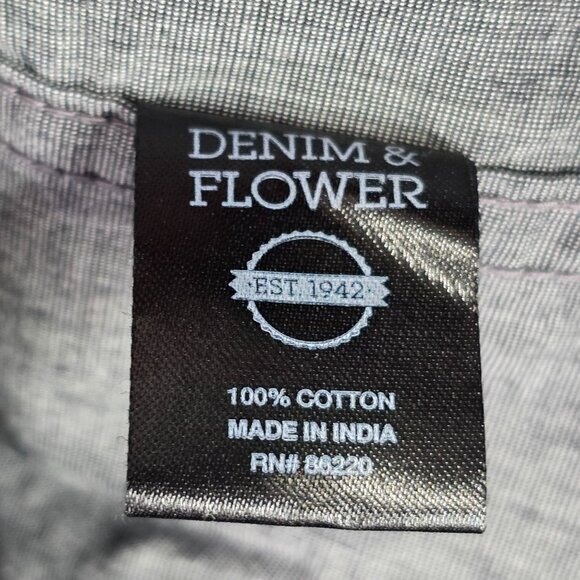 DENIM &
FLOWER
EST 1942
100% COTTON
MADE IN INDIA
RN# 86220